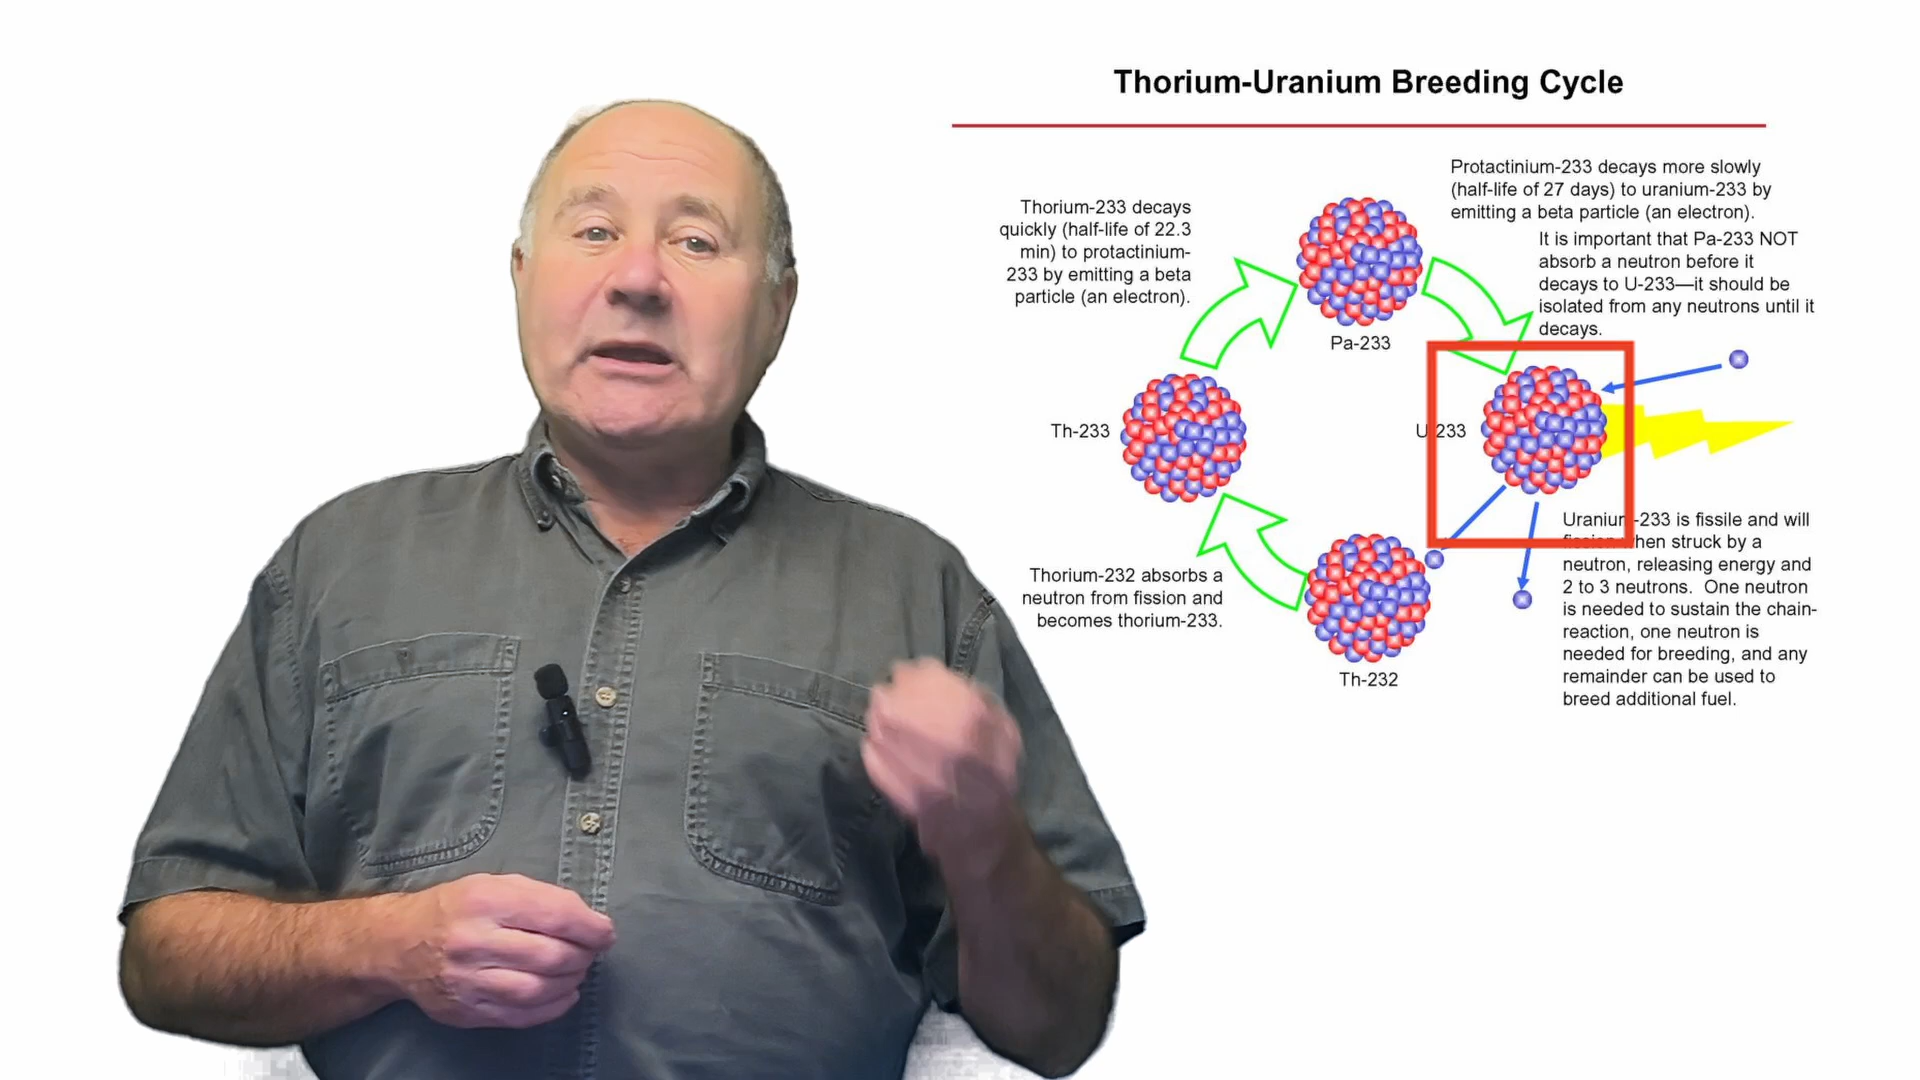 Thorium-Uranium Breeding Cycle
Protactinium-233 decays more slowly
(half-life of 27 days) to uranium-233 by
emitting a beta particle (an electron).
It is important that Pa-233 NOT
absorb a neutron before it
decays to U-233—it should be
isolated from any neutrons until it
decays.
Thorium-233 decays
quickly (half-life of 22.3
min) to protactinium-
233 by emitting a beta
particle (an electron).
Pa-233
Th-233
U-233
Thorium-232 absorbs a
neutron from fission and
becomes thorium-233.
Th-232
Uranium-233 is fissile and will
fission when struck by a
neutron, releasing energy and
2 to 3 neutrons. One neutron
is needed to sustain the chain-
reaction, one neutron is
needed for breeding, and any
remainder can be used to
breed additional fuel.